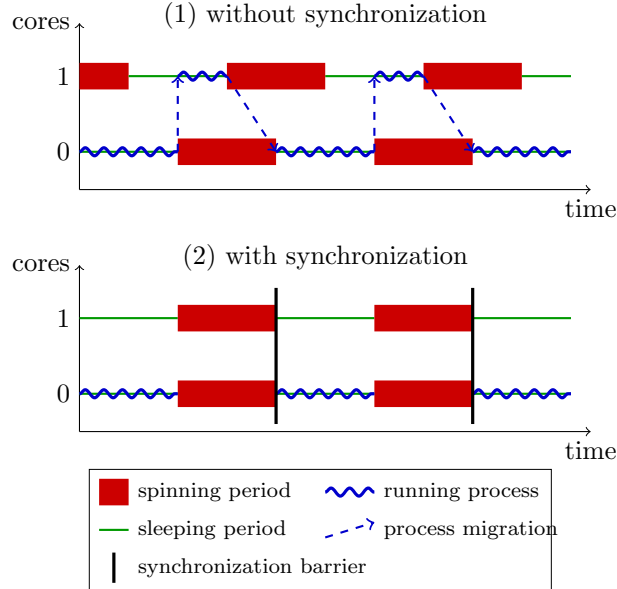 (1) without synchronization
cores
1
0
time
(2) with synchronization
cores
1
0
time
spinning period
running process
sleeping period
process migration
synchronization barrier